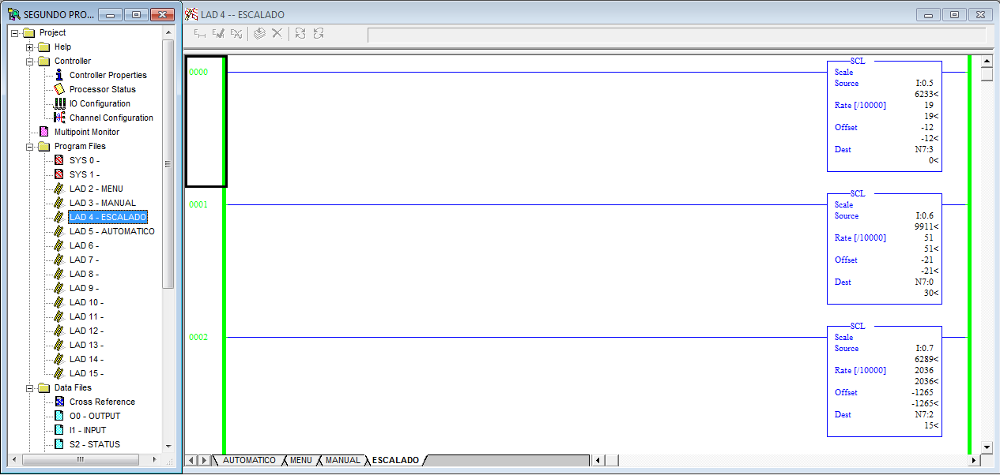 SEGUNDO PRO...
Project
Help
Controller
Controller Properties
Processor Status
IO Configuration
Channel Configuration
Multipoint Monitor
Program Files
SYS 0 -
SYS 1 -
LAD 2 - MENU
LAD 3 - MANUAL
LAD 4 - ESCALADO
LAD 5 - AUTOMATICO
LAD 6 -
LAD 7 -
LAD 8 -
LAD 9 -
LAD 10 -
LAD 11 -
LAD 12 -
LAD 13 -
LAD 14 -
LAD 15 -
Data Files
Cross Reference
O0 - OUTPUT
I1 - INPUT
S2 - STATUS
LAD 4 -- ESCALADO
0000
SCL
Scale
Source I:0.5
6233<
Rate [/10000] 19
19<
Offset -12
-12<
Dest N7:3
0<
0001
SCL
Scale
Source I:0.6
9911<
Rate [/10000] 51
51<
Offset -21
-21<
Dest N7:0
30<
0002
SCL
Scale
Source I:0.7
6289<
Rate [/10000] 2036
2036<
Offset -1265
-1265<
Dest N7:2
15<
AUTOMATICO MENU MANUAL ESCALADO